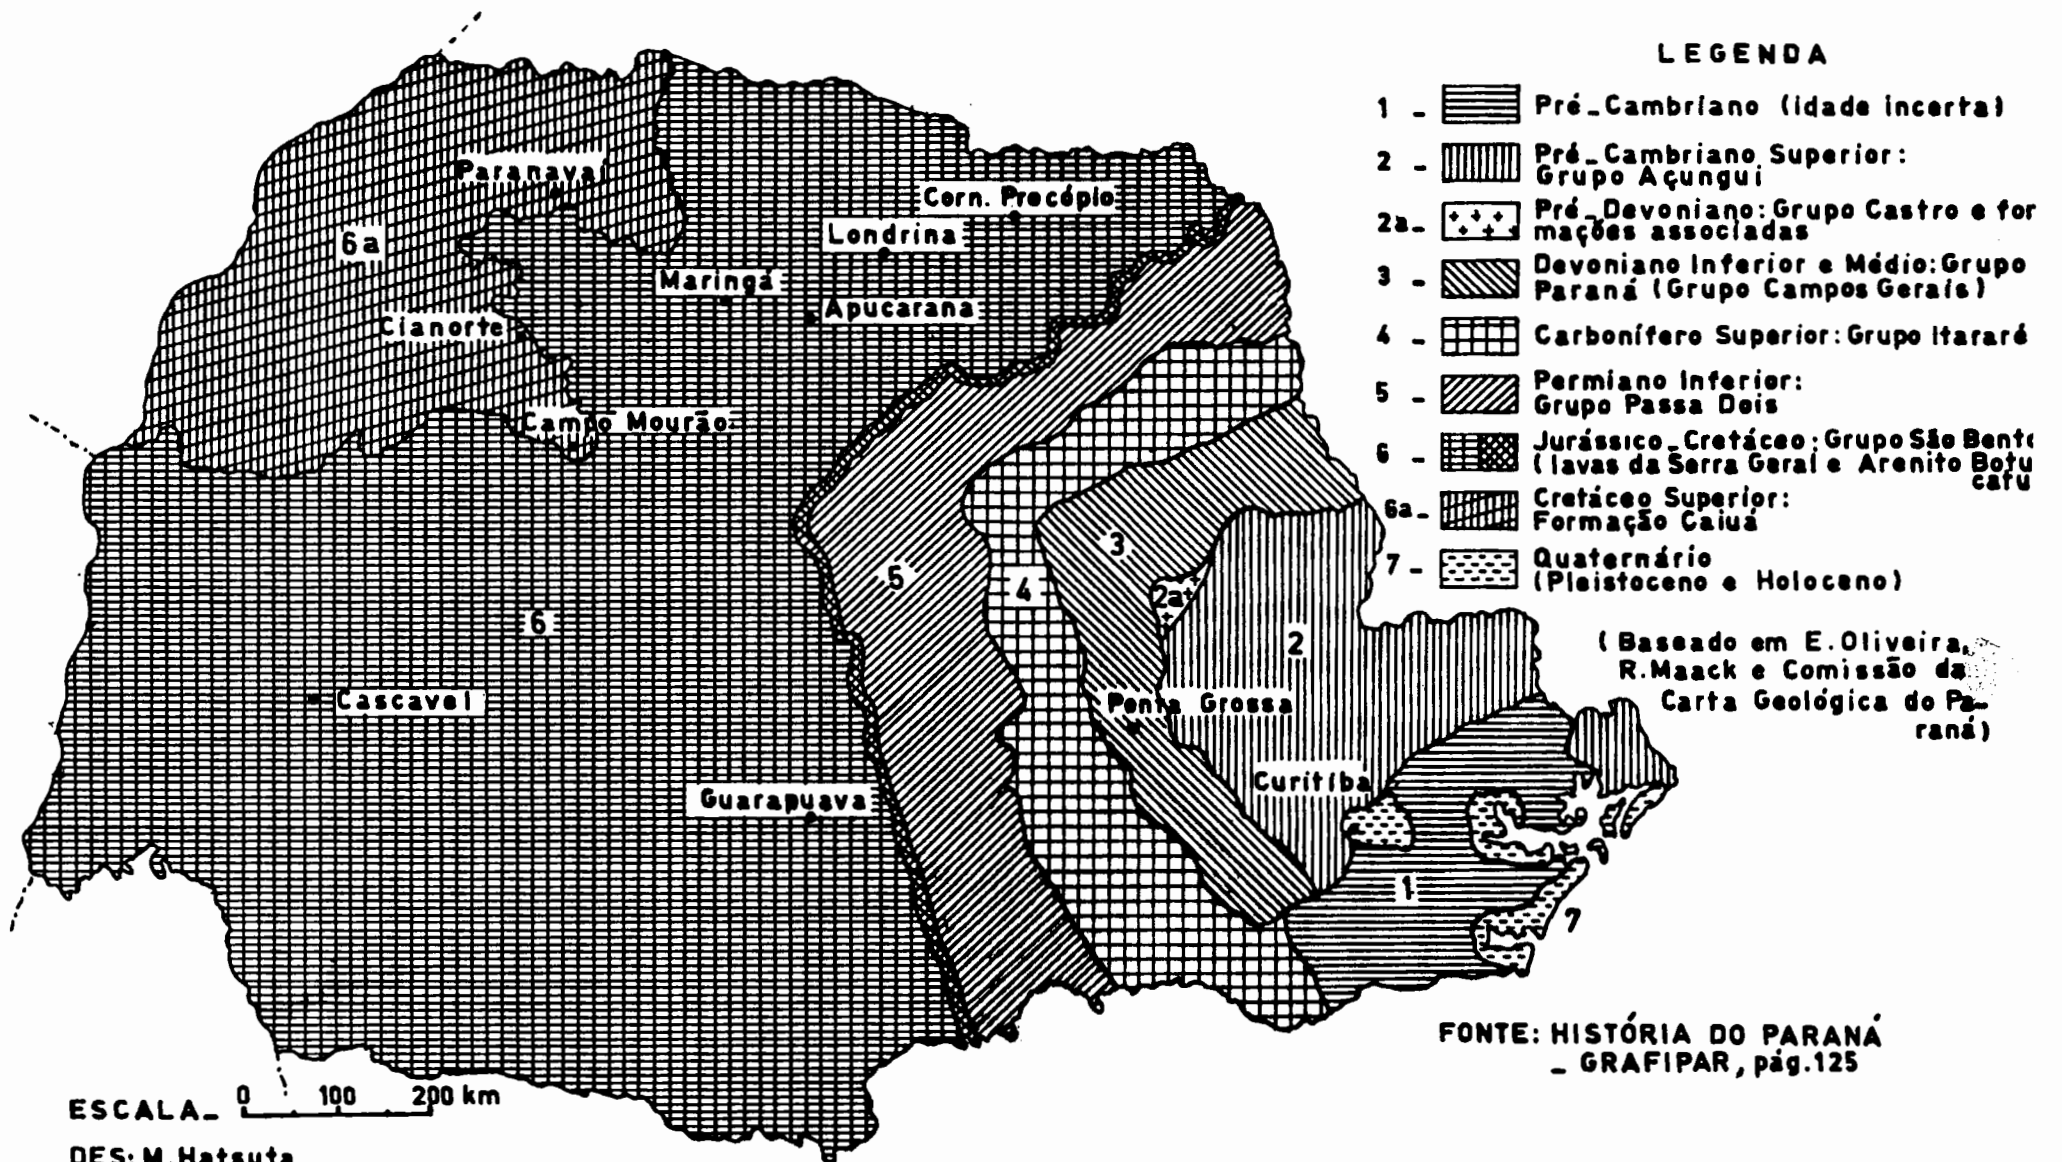 LEGENDA
1 - Pré-Cambriano (idade incerta)
2 - Pré-Cambriano Superior:
Grupo Açungui
2a- Pré-Devoniano: Grupo Castro e for
mações associadas
3 - Devoniano Inferior e Médio: Grupo
Paraná (Grupo Campos Gerais)
4 - Carbonífero Superior: Grupo Itararé
5 - Permiano Inferior:
Grupo Passa Dois
6 - Jurássico-Cretáceo: Grupo São Bento
(lavas da Serra Geral e Arenito Botu
catu
6a- Cretáceo Superior:
Formação Caiuá
7 - Quaternário
(Pleistoceno e Holoceno)
(Baseado em E. Oliveira,
R. Maack e Comissão da
Carta Geológica do Pa-
raná)
Paranavaí
Corn. Procópio
Londrina
6a
Maringá
Apucarana
Cianorte
Campo Mourão
3
5
4
2a
6
2
Cascavel
Ponta Grossa
Curitiba
Guarapuava
1
7
FONTE: HISTÓRIA DO PARANÁ
- GRAFIPAR, pág. 125
ESCALA- 0 100 200 km
DES: M. Hatsuta